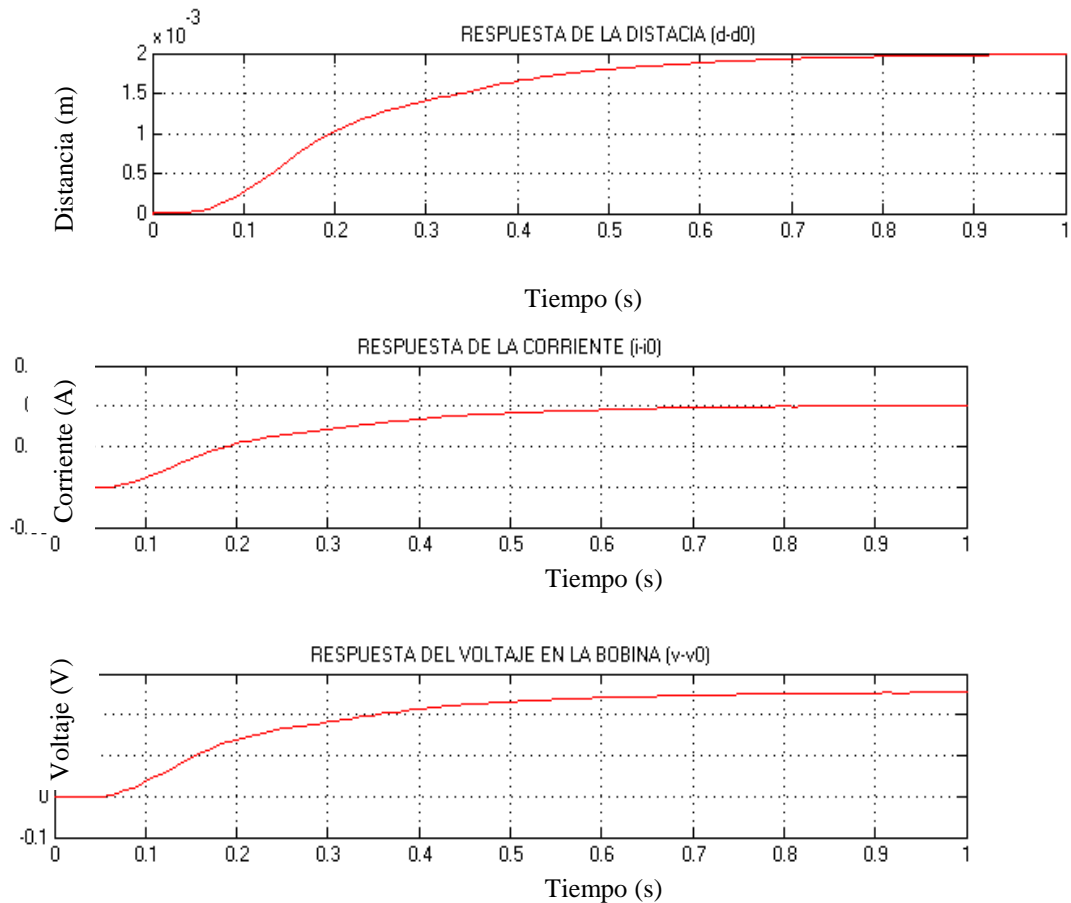 x 10^-3
RESPUESTA DE LA DISTACIA (d-d0)
2
1.5
1
0.5
0
Distancia (m)
0 0.1 0.2 0.3 0.4 0.5 0.6 0.7 0.8 0.9 1
Tiempo (s)
RESPUESTA DE LA CORRIENTE (i-i0)
0.
0.
-0.
Corriente (A)
0 0.1 0.2 0.3 0.4 0.5 0.6 0.7 0.8 0.9 1
Tiempo (s)
RESPUESTA DEL VOLTAJE EN LA BOBINA (v-v0)
Voltaje (V)
0
-0.1
0 0.1 0.2 0.3 0.4 0.5 0.6 0.7 0.8 0.9 1
Tiempo (s)